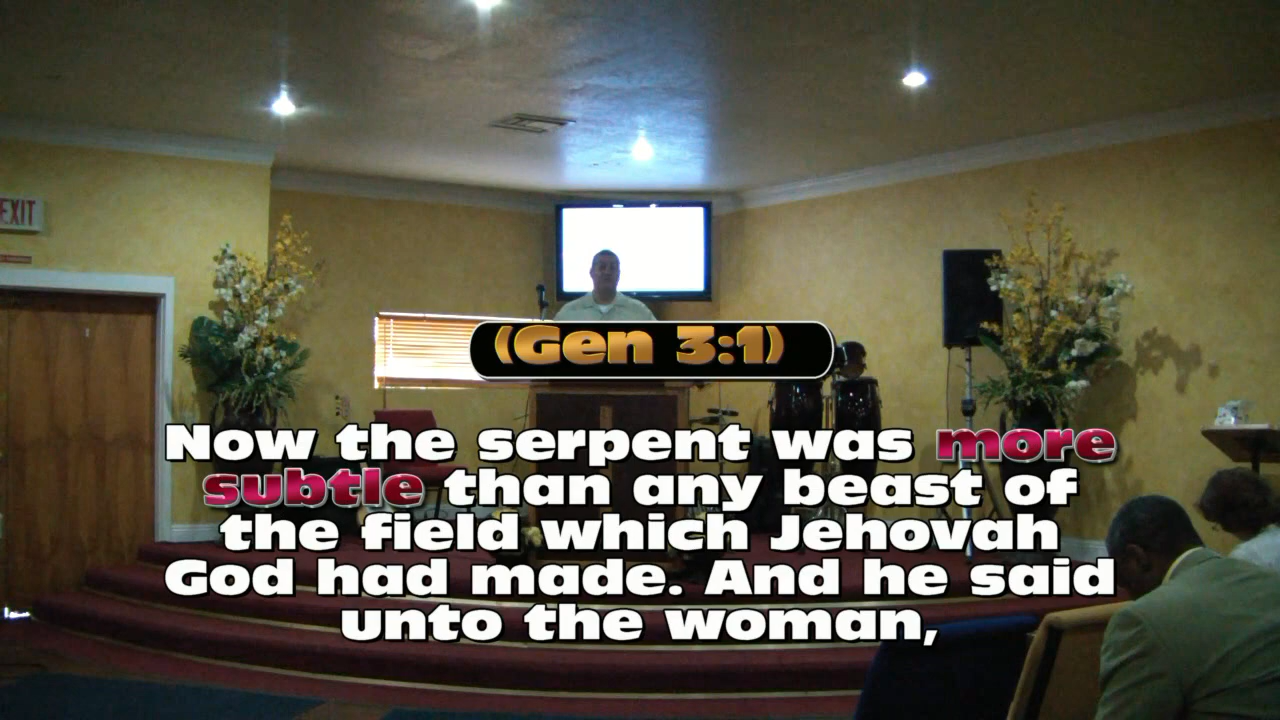 EXIT
(Gen 3:1)
Now the serpent was more
subtle than any beast of
the field which Jehovah
God had made. And he said
unto the woman,